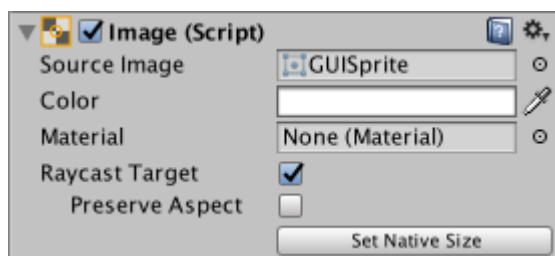 Image (Script)
Source Image GUISprite
Color
Material None (Material)
Raycast Target
Preserve Aspect
Set Native Size